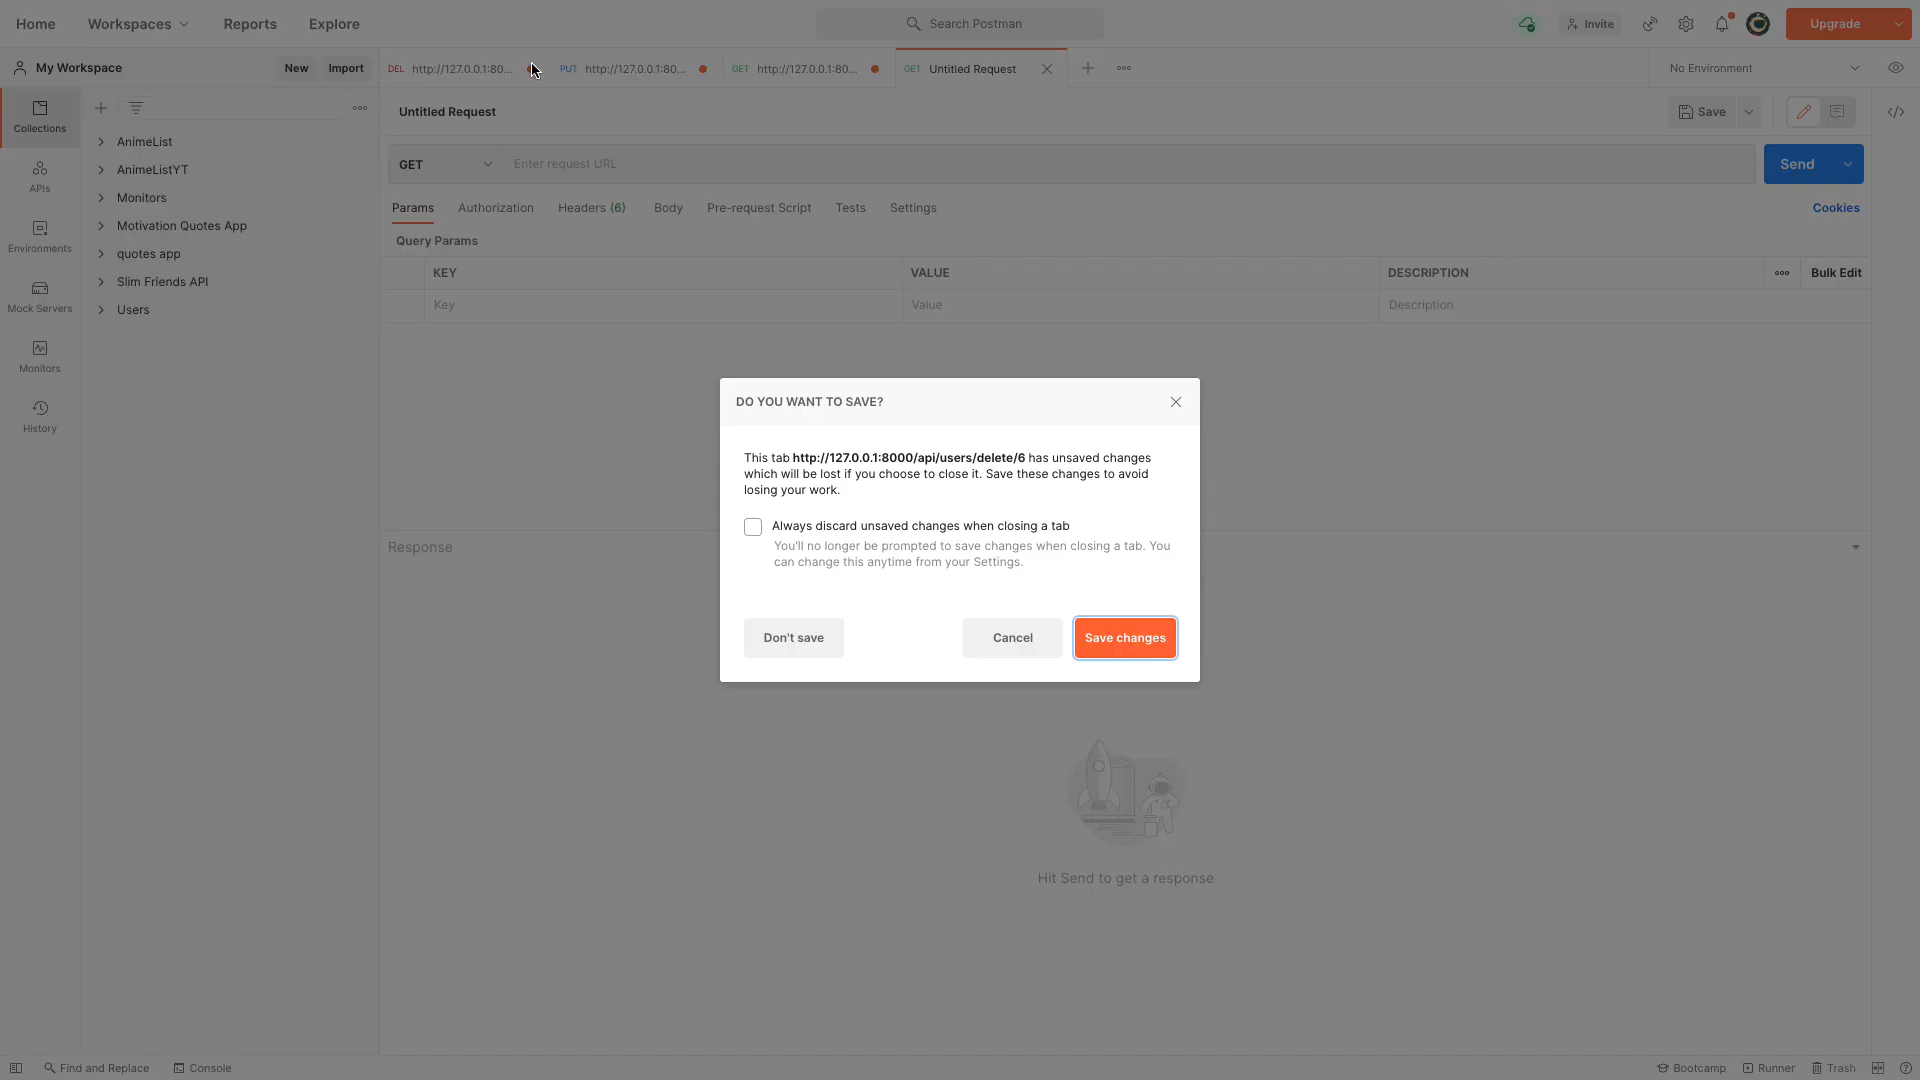 Home Workspaces Reports Explore Search Postman Invite Upgrade
My Workspace New Import DEL http://127.0.0.1:80... PUT http://127.0.0.1:80... GET http://127.0.0.1:80... GET Untitled Request No Environment
Collections
APIs
Environments
Mock Servers
Monitors
History
AnimeList
AnimeListYT
Monitors
Motivation Quotes App
quotes app
Slim Friends API
Users
Untitled Request Save
GET Enter request URL Send
Params Authorization Headers (6) Body Pre-request Script Tests Settings Cookies
Query Params
KEY VALUE DESCRIPTION Bulk Edit
Key Value Description
Response
DO YOU WANT TO SAVE?
This tab http://127.0.0.1:8000/api/users/delete/6 has unsaved changes
which will be lost if you choose to close it. Save these changes to avoid
losing your work.
Always discard unsaved changes when closing a tab
You'll no longer be prompted to save changes when closing a tab. You
can change this anytime from your Settings.
Don't save Cancel Save changes
Hit Send to get a response
Find and Replace Console Bootcamp Runner Trash